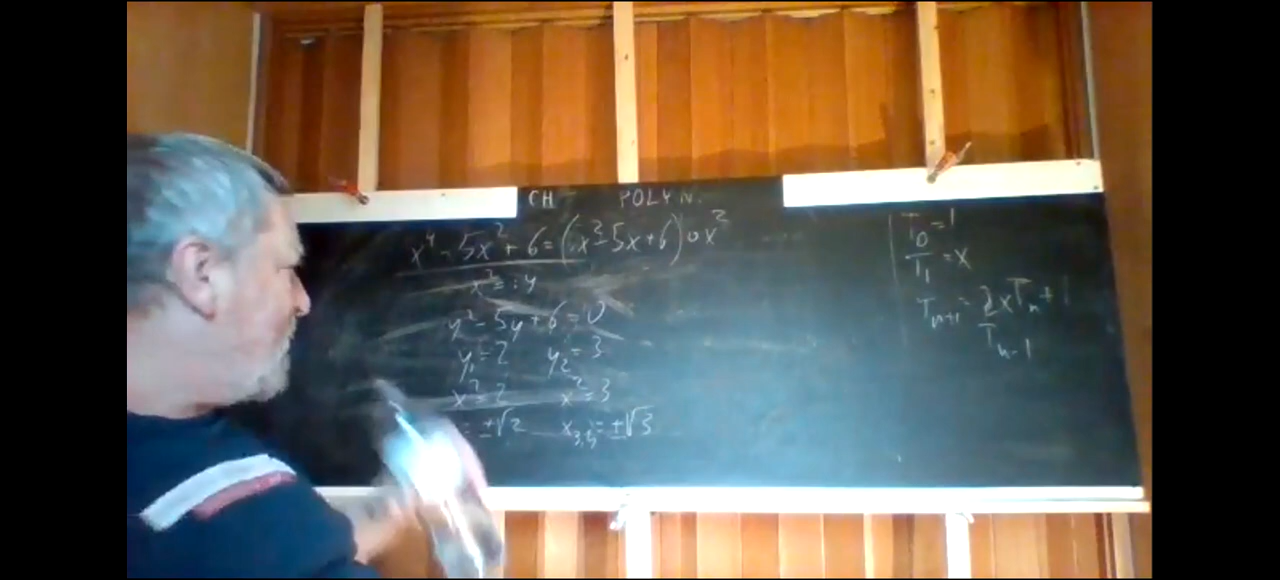 CH POLYN.
x⁴ - 5x² + 6 = (x² - 5x + 6) o x²
x² =: y
y² - 5y + 6 = 0
y₁ = 2 y₂ = 3
x² = 2 x² = 3
= ±√2 x₃,₄ = ±√3
T₀ = 1
T₁ = x
Tₙ₊₁ = 2xTₙ +
Tₙ₋₁